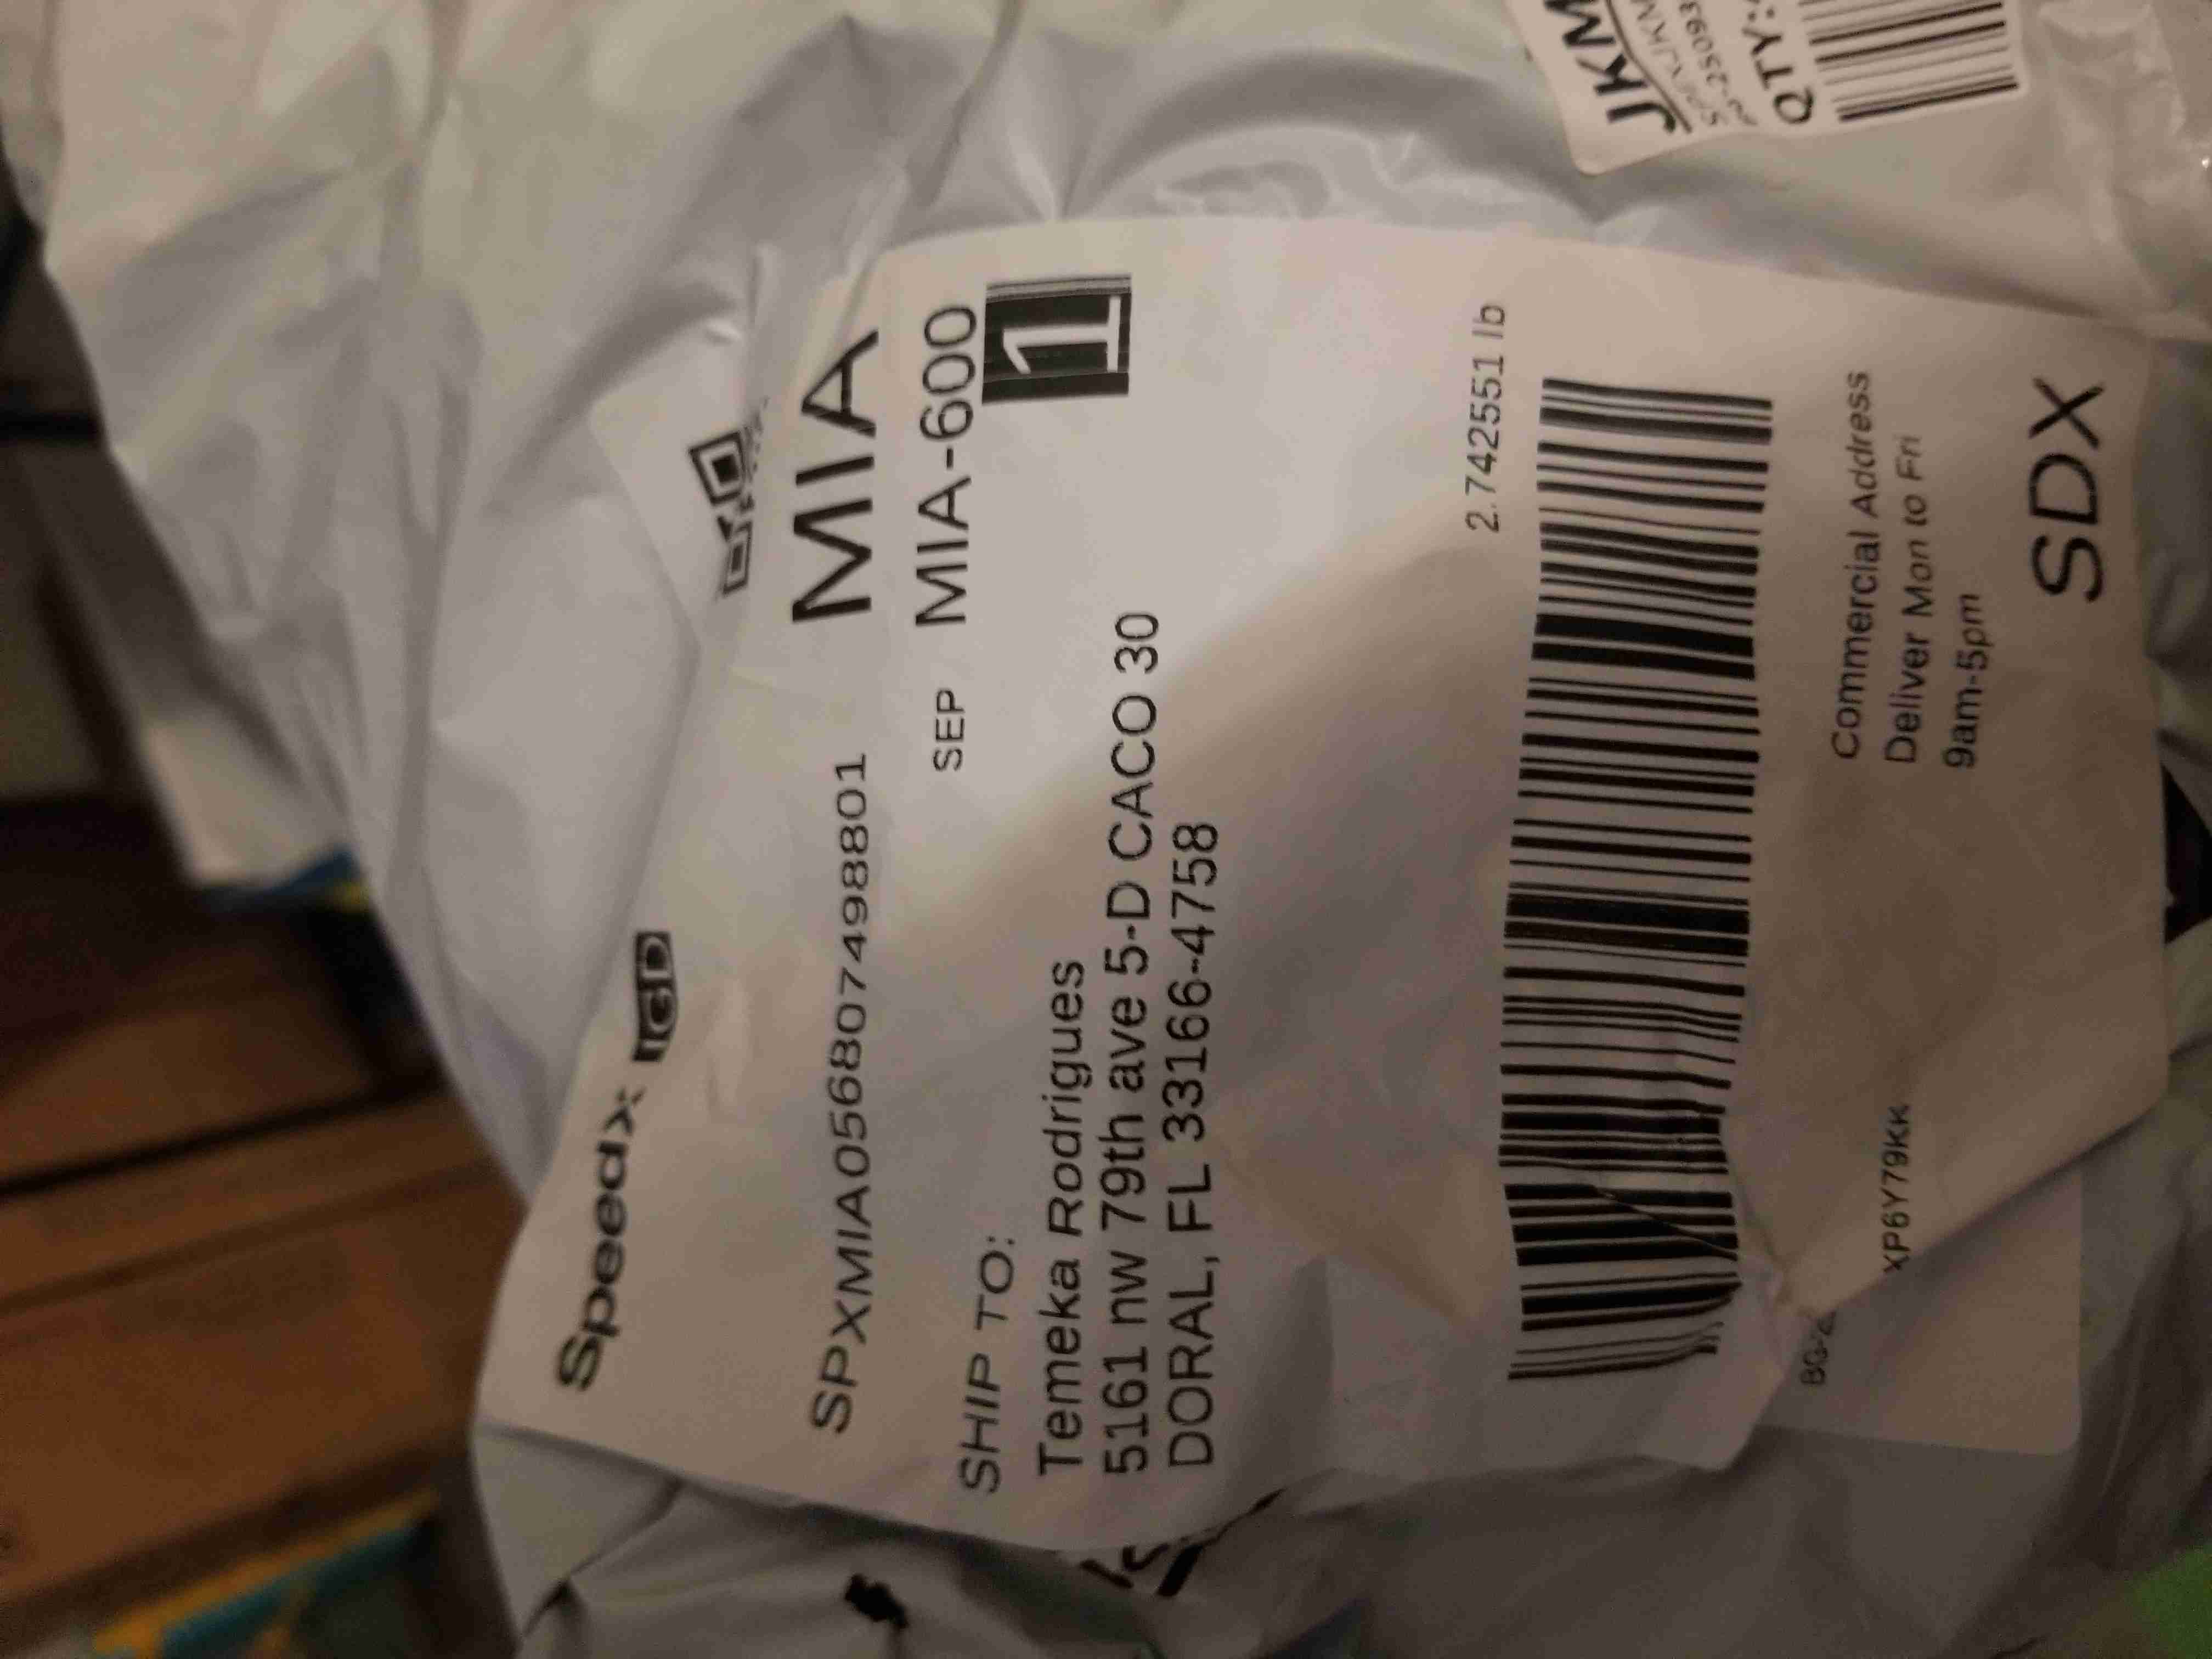 SpeedX
SPXMIA056807498801
MIA
SEP MIA-600
1
SHIP TO:
Temeka Rodrigues
5161 nw 79th ave 5-D CACO 30
DORAL, FL 33166-4758
2.742551 lb
XP6Y79KK
Commercial Address
Deliver Mon to Fri
9am-5pm
SDX
QTY: